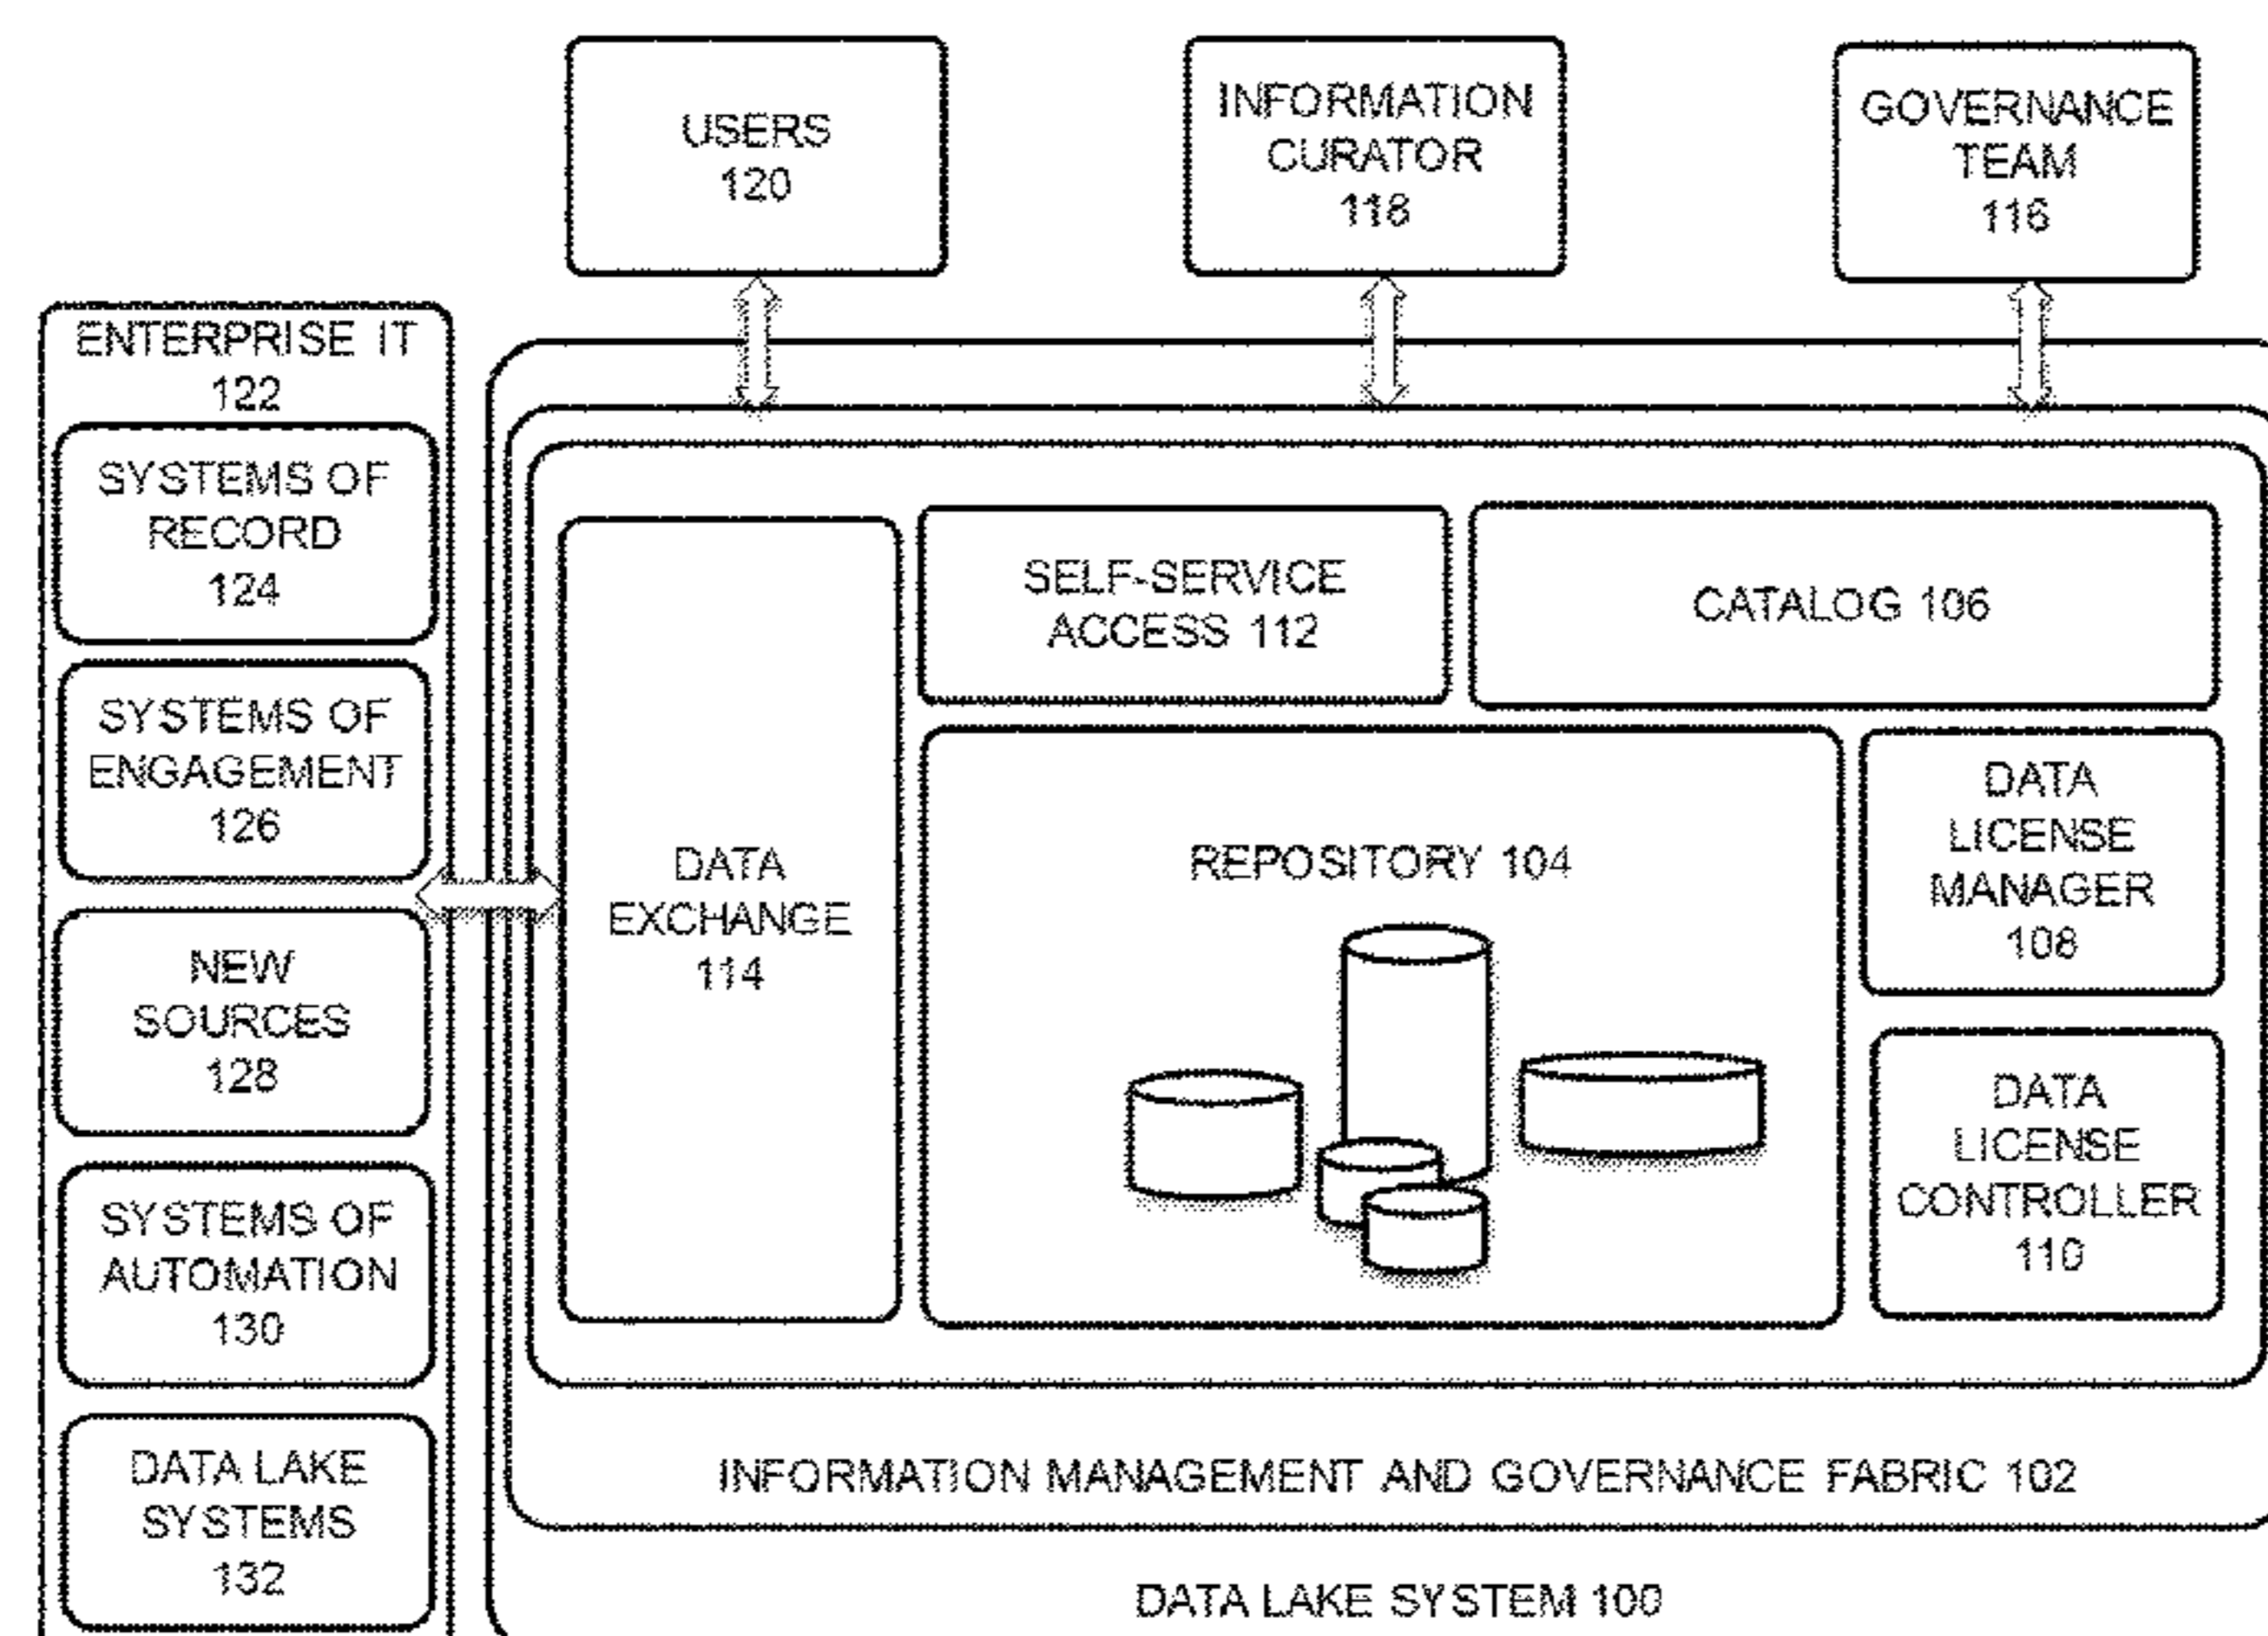 USERS
120
INFORMATION
CURATOR
118
GOVERNANCE
TEAM
116
ENTERPRISE IT
122
SYSTEMS OF
RECORD
124
SYSTEMS OF
ENGAGEMENT
126
NEW
SOURCES
128
SYSTEMS OF
AUTOMATION
130
DATA LAKE
SYSTEMS
132
DATA
EXCHANGE
114
SELF-SERVICE
ACCESS 112
CATALOG 106
REPOSITORY 104
DATA
LICENSE
MANAGER
108
DATA
LICENSE
CONTROLLER
110
INFORMATION MANAGEMENT AND GOVERNANCE FABRIC 102
DATA LAKE SYSTEM 100